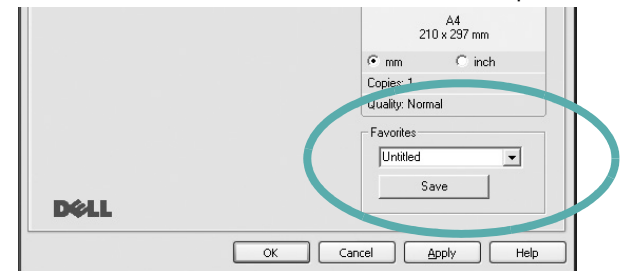 A4
210 x 297 mm
mm inch
Copies: 1
Quality: Normal
Favorites
Untitled
Save
DELL
OK Cancel Apply Help